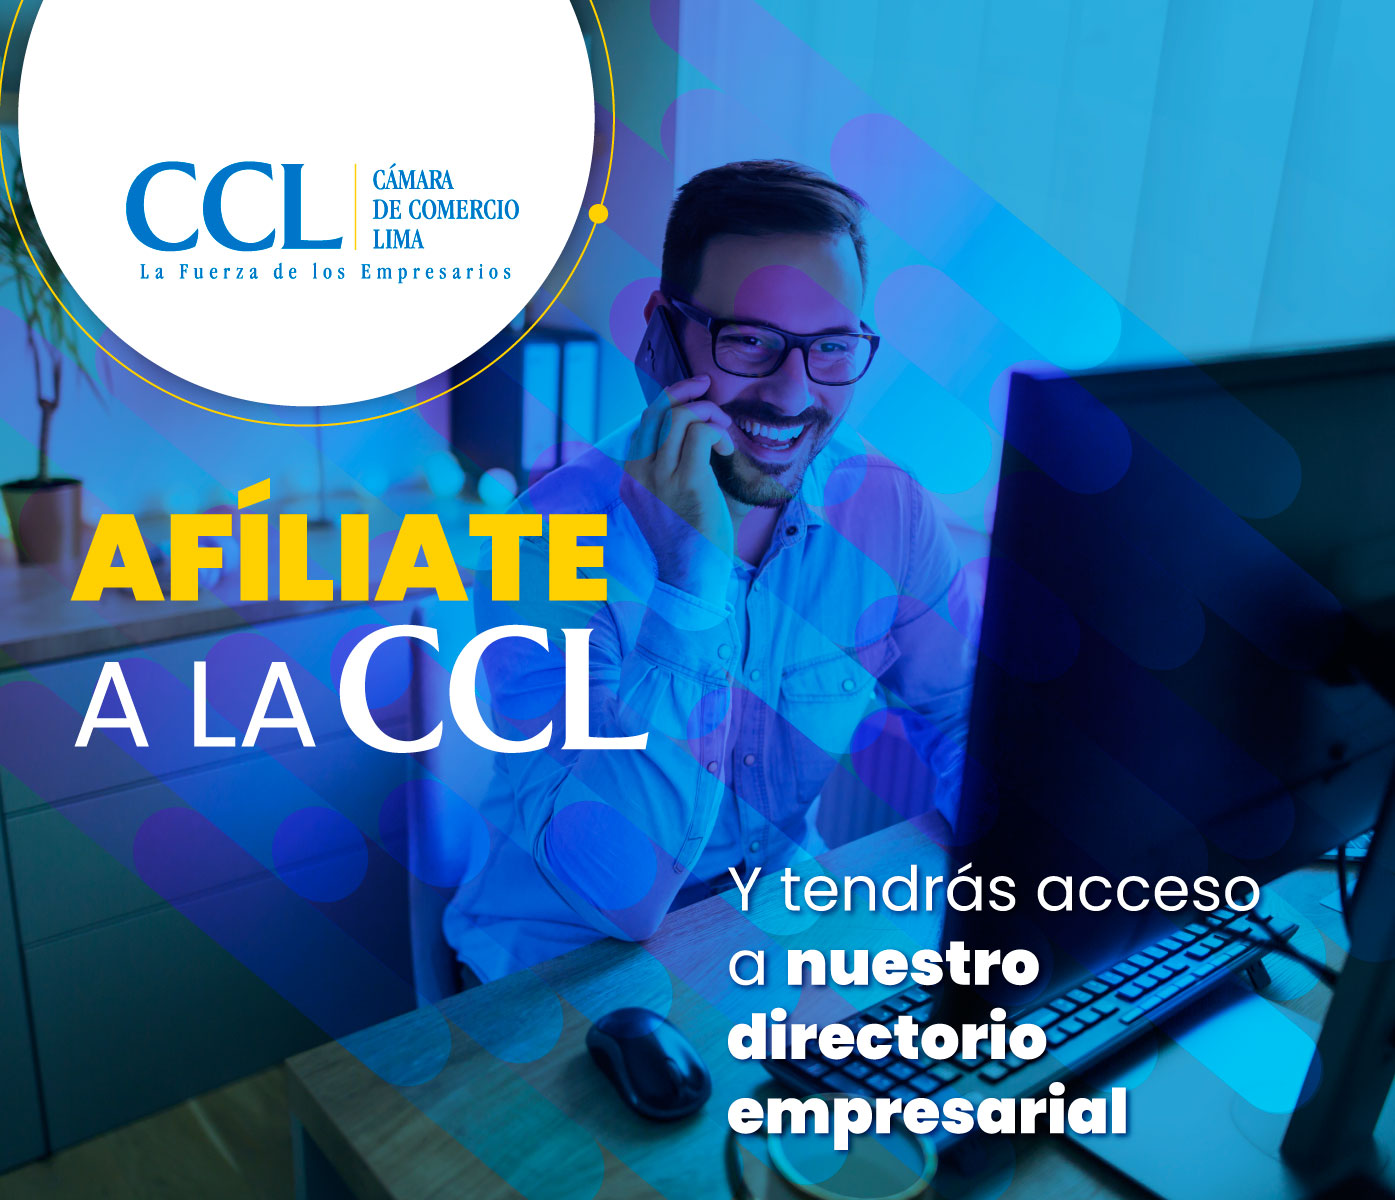 CCL
CÁMARA
DE COMERCIO
LIMA
La Fuerza de los Empresarios
AFÍLIATE
A LA CCL
Y tendrás acceso
a nuestro
directorio
empresarial